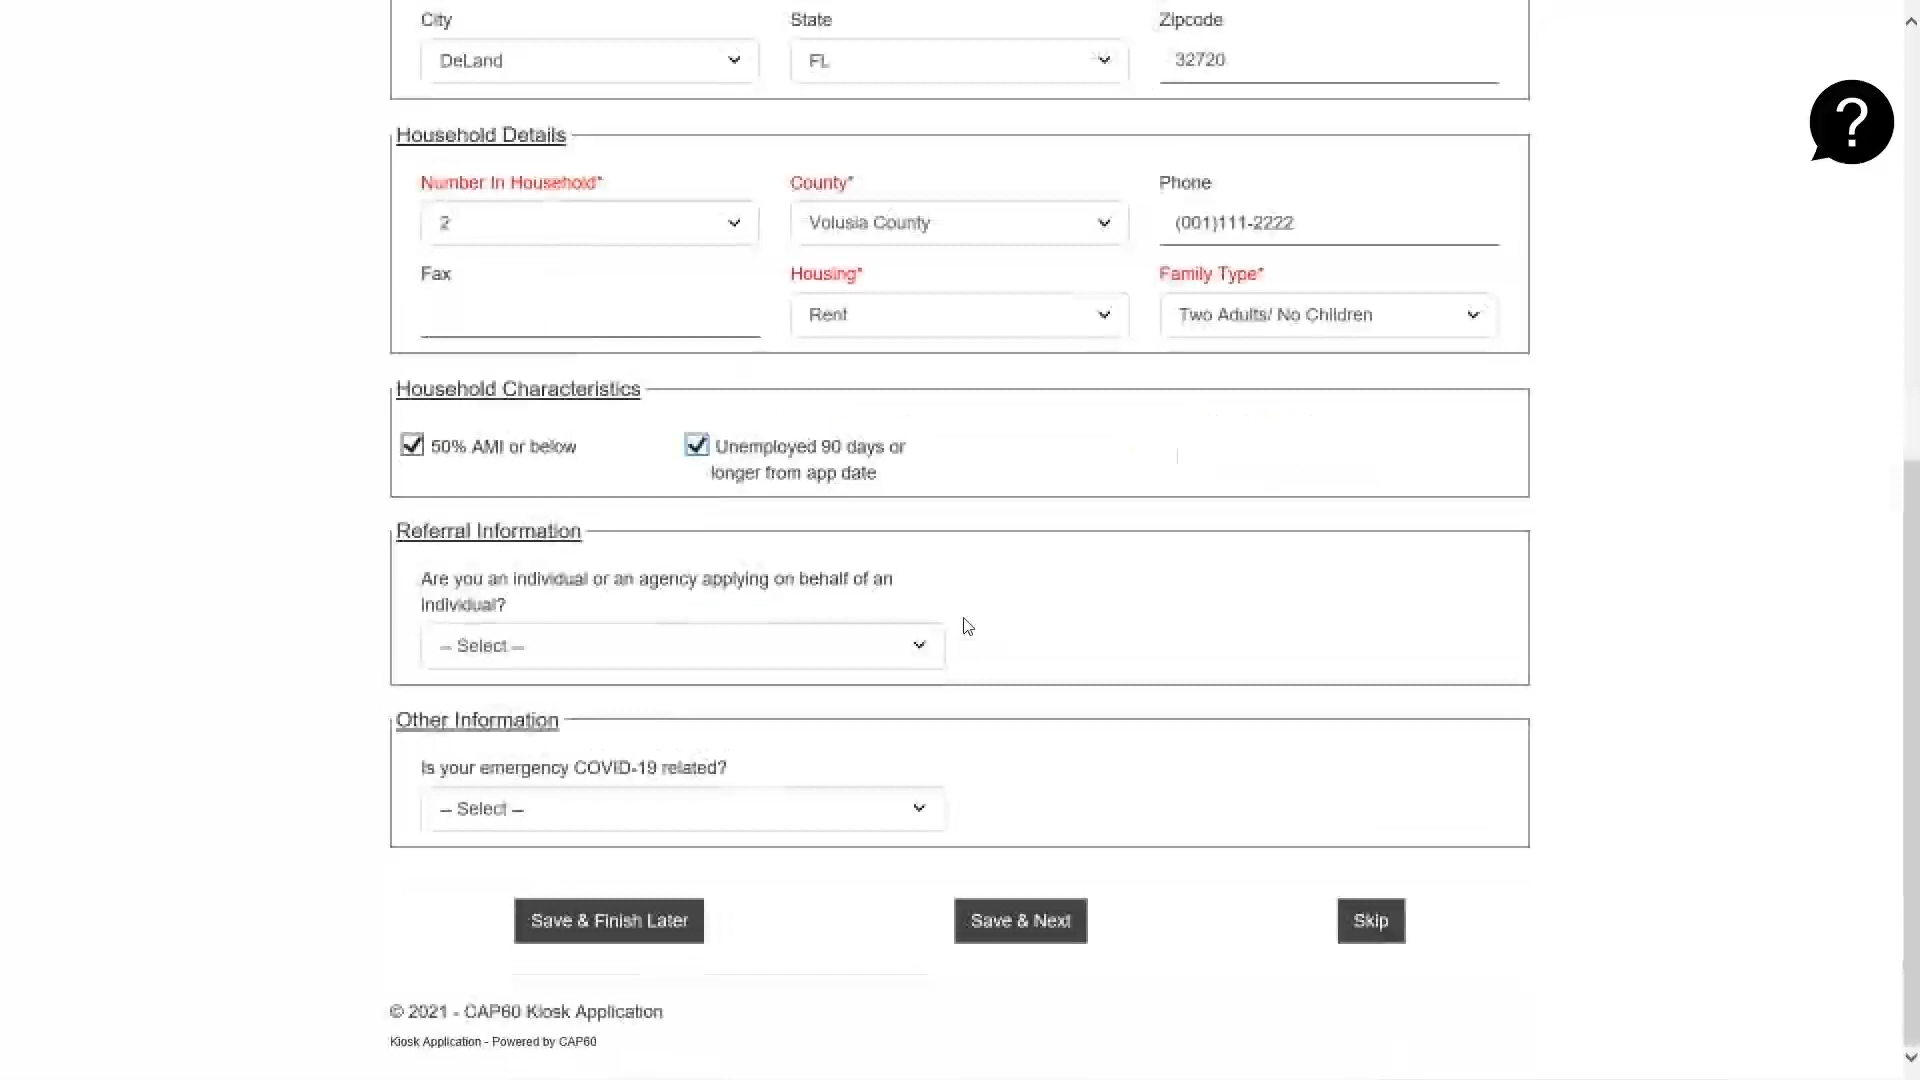 City State Zipcode
DeLand FL 32720
Household Details
Number In Household* County* Phone
2 Volusia County (001)111-2222
Fax Housing* Family Type*
Rent Two Adults/ No Children
Household Characteristics
50% AMI or below Unemployed 90 days or
longer from app date
Referral Information
Are you an individual or an agency applying on behalf of an
individual?
-- Select --
Other Information
Is your emergency COVID-19 related?
-- Select --
Save & Finish Later Save & Next Skip
© 2021 - CAP60 Kiosk Application
Kiosk Application - Powered by CAP60